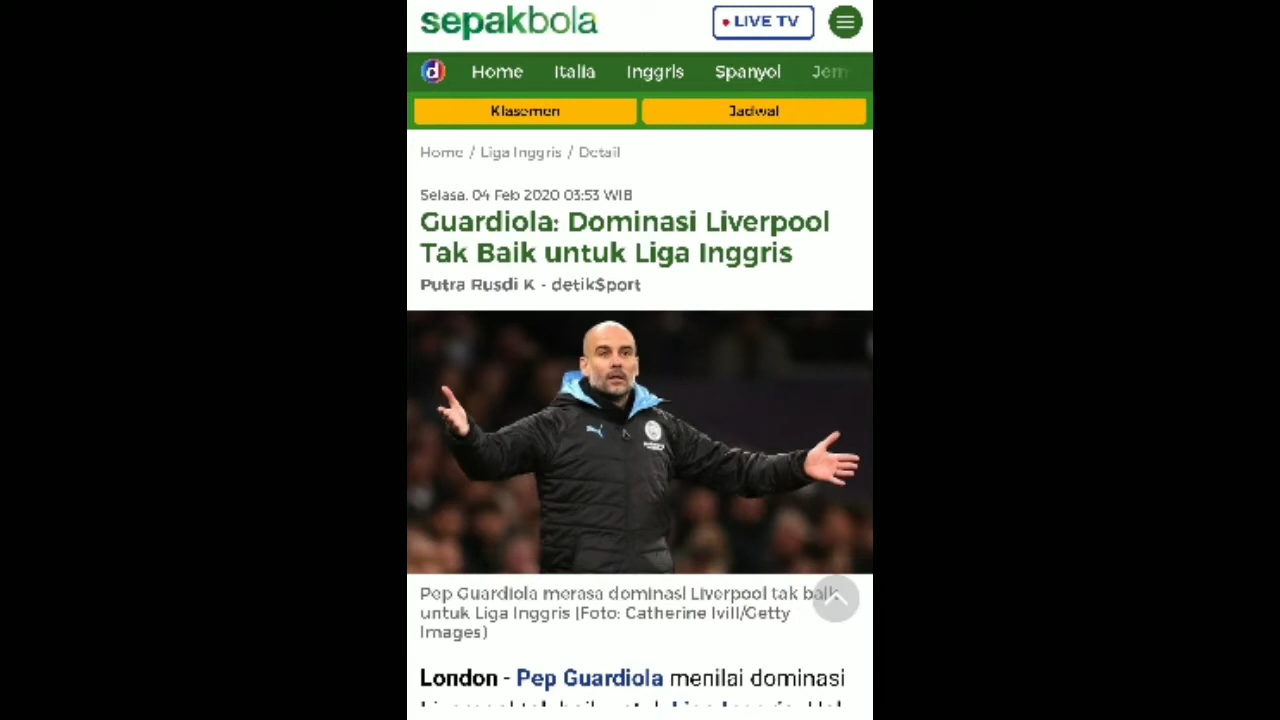 sepakbola
LIVE TV
d
Home Italia Inggris Spanyol Jerm
Klasemen Jadwal
Home / Liga Inggris / Detail
Selasa, 04 Feb 2020 03:53 WIB
Guardiola: Dominasi Liverpool
Tak Baik untuk Liga Inggris
Putra Rusdi K - detikSport
Pep Guardiola merasa dominasi Liverpool tak baik
untuk Liga Inggris (Foto: Catherine Ivill/Getty
Images)
London - Pep Guardiola menilai dominasi